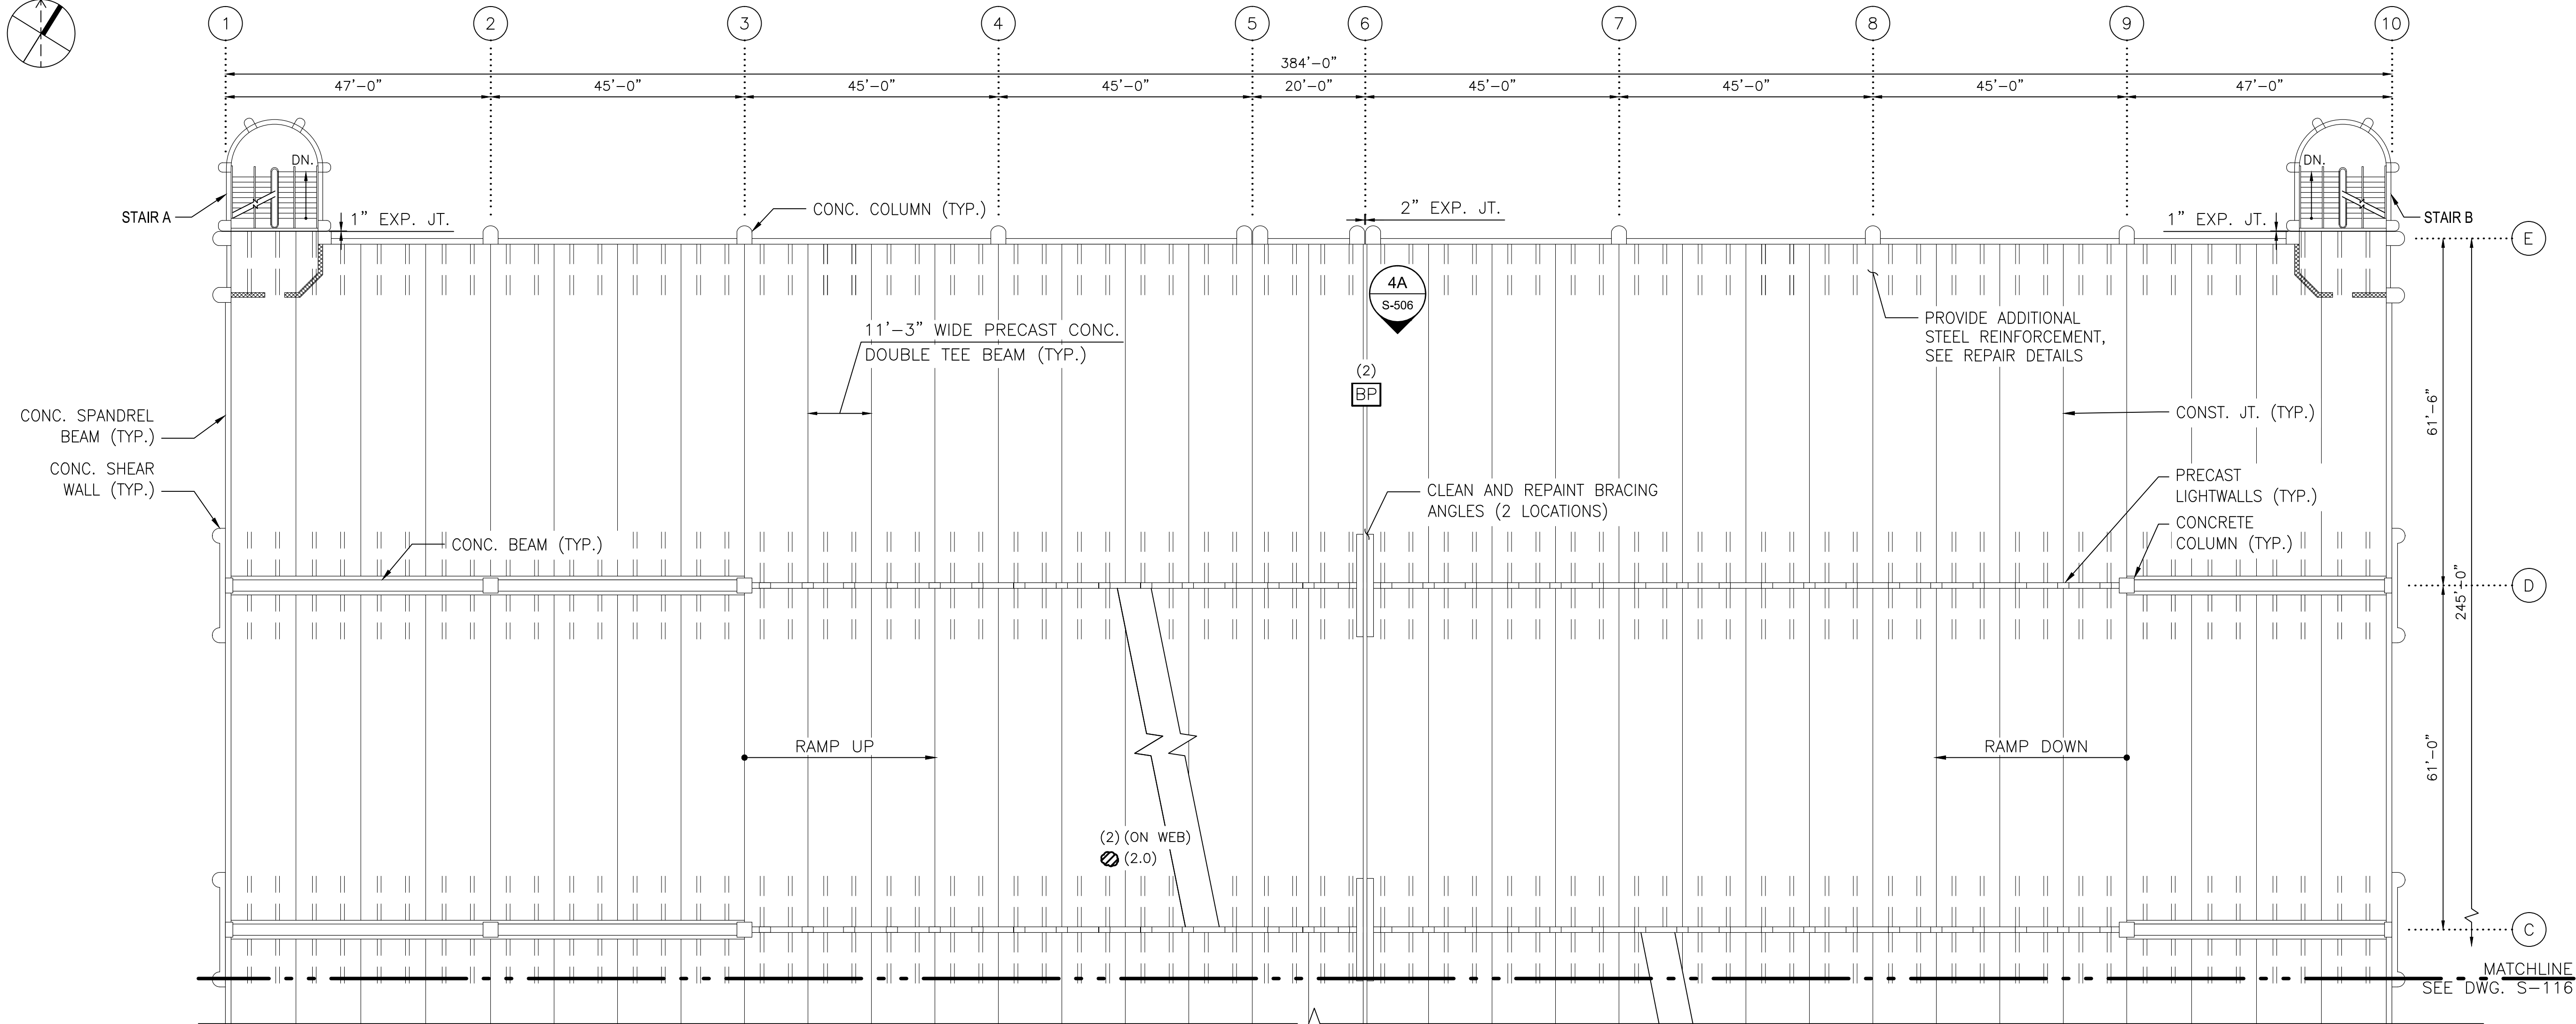 1 2 3 4 5 6 7 8 9 10
384'-0"
47'-0" 45'-0" 45'-0" 45'-0" 20'-0" 45'-0" 45'-0" 45'-0" 47'-0"
DN.
DN.
STAIR A
1" EXP. JT.
CONC. COLUMN (TYP.)
2" EXP. JT.
1" EXP. JT.
STAIR B
E
4A
S-506
11'-3" WIDE PRECAST CONC.
DOUBLE TEE BEAM (TYP.)
PROVIDE ADDITIONAL
STEEL REINFORCEMENT,
SEE REPAIR DETAILS
(2)
BP
CONC. SPANDREL
BEAM (TYP.)
CONST. JT. (TYP.)
61'-6"
CONC. SHEAR
WALL (TYP.)
CLEAN AND REPAINT BRACING
ANGLES (2 LOCATIONS)
PRECAST
LIGHTWALLS (TYP.)
CONCRETE
COLUMN (TYP.)
CONC. BEAM (TYP.)
D
245'-0"
RAMP UP
RAMP DOWN
61'-0"
(2) (ON WEB)
(2.0)
C
MATCHLINE
SEE DWG. S-116